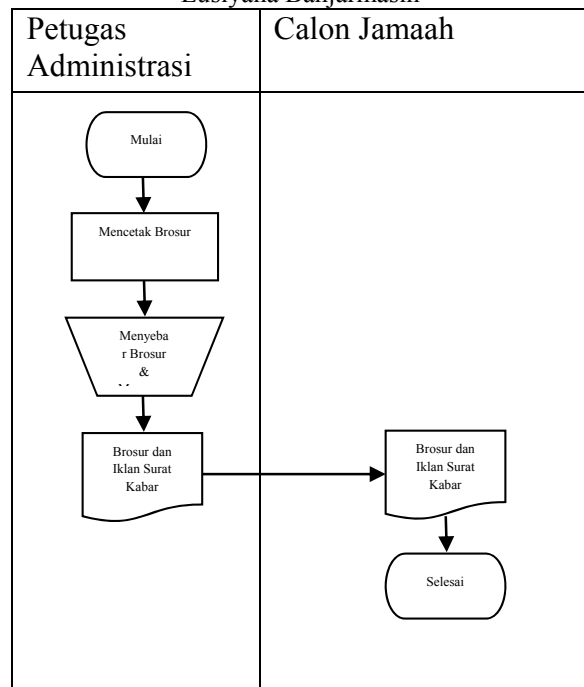 Petugas
Administrasi
Calon Jamaah
Mulai
Mencetak Brosur
Menyeba
r Brosur
&
Brosur dan
Iklan Surat
Kabar
Brosur dan
Iklan Surat
Kabar
Selesai